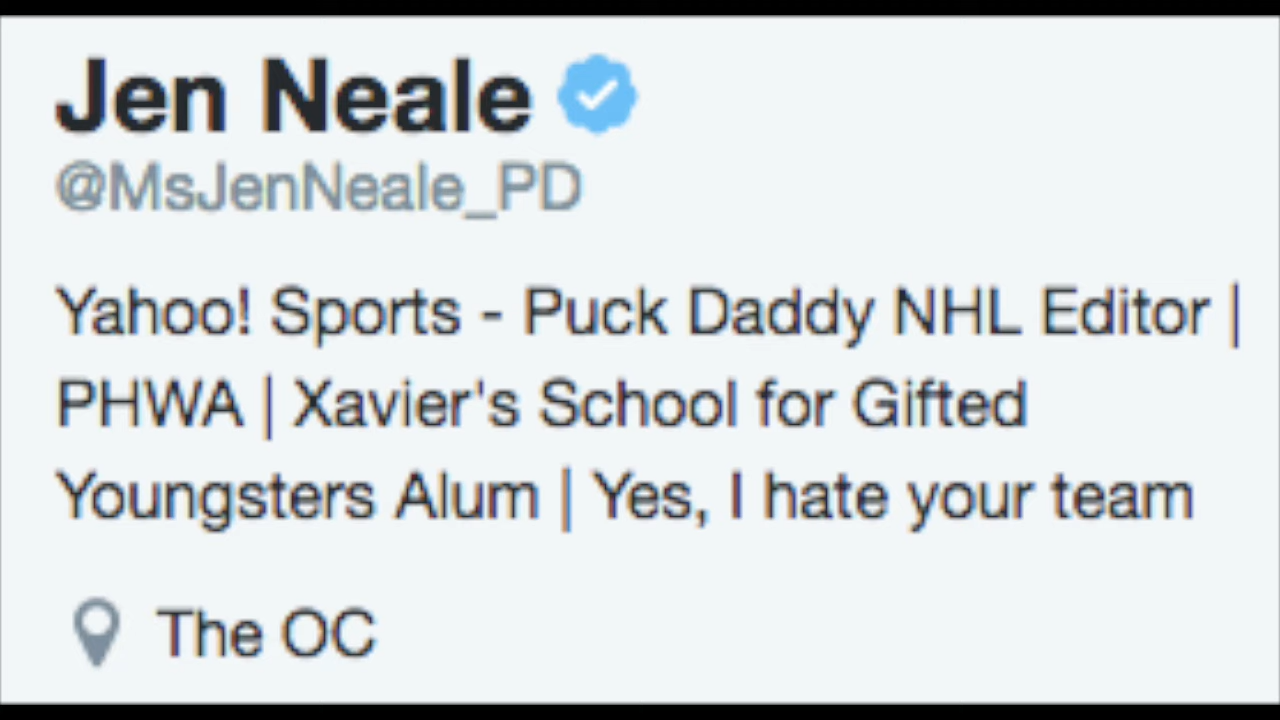 Jen Neale
@MsJenNeale_PD
Yahoo! Sports - Puck Daddy NHL Editor |
PHWA | Xavier's School for Gifted
Youngsters Alum | Yes, I hate your team
The OC